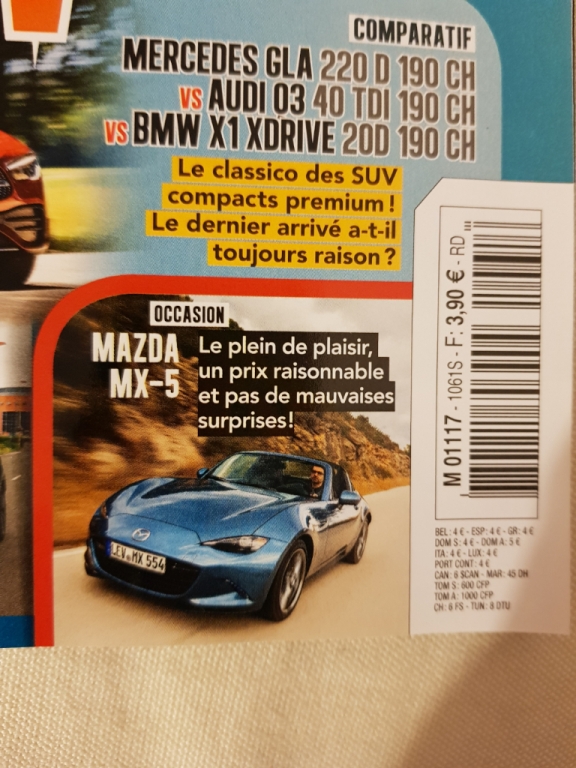 COMPARATIF
MERCEDES GLA 220 D 190 CH
VS AUDI Q3 40 TDI 190 CH
VS BMW X1 XDRIVE 20D 190 CH
Le classico des SUV
compacts premium !
Le dernier arrivé a-t-il
toujours raison ?
OCCASION
MAZDA
MX-5
Le plein de plaisir,
un prix raisonnable
et pas de mauvaises
surprises !
LEV MX 554
M 01117 - 1061S - F: 3,90 € - RD
BEL : 4 € - ESP : 4 € - GR : 4 €
DOM S : 4 € - DOM A : 5 €
ITA : 4 € - LUX : 4 €
PORT CONT : 4 €
CAN : 6 $CAN - MAR : 45 DH
TOM S : 600 CFP
TOM A : 1000 CFP
CH : 6 FS - TUN : 8 DTU